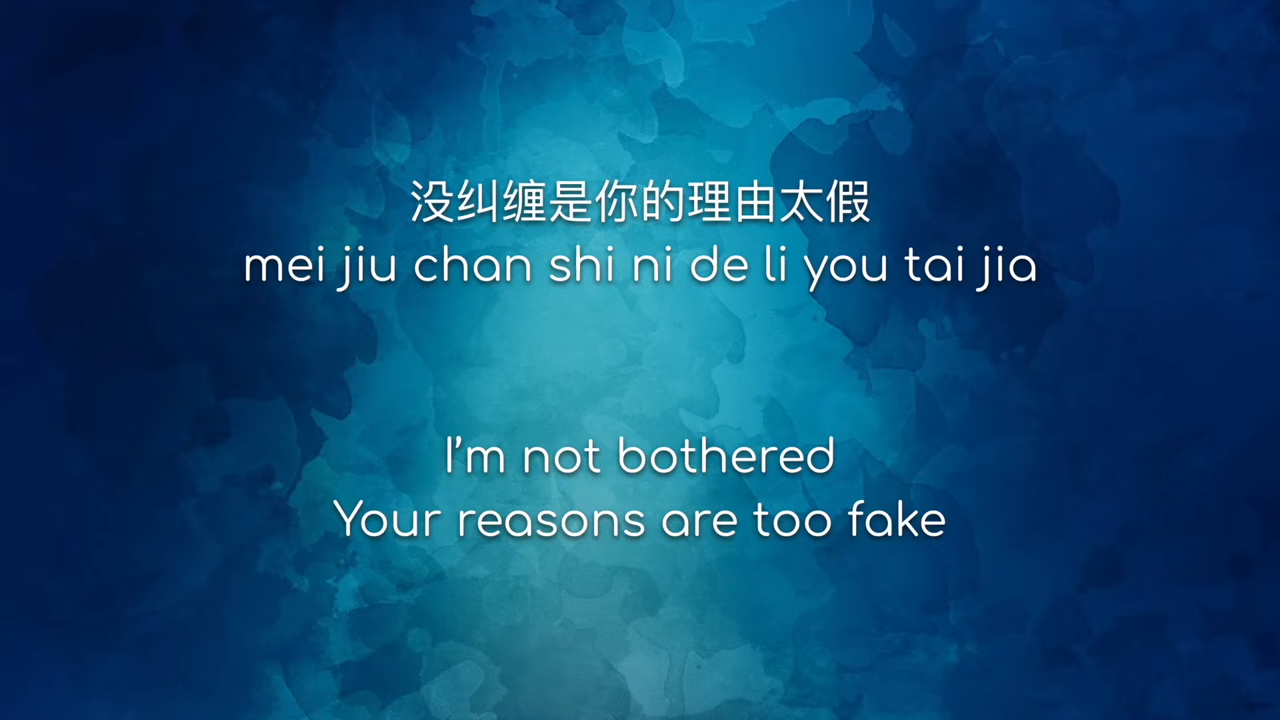 没纠缠是你的理由太假
mei jiu chan shi ni de li you tai jia
I'm not bothered
Your reasons are too fake